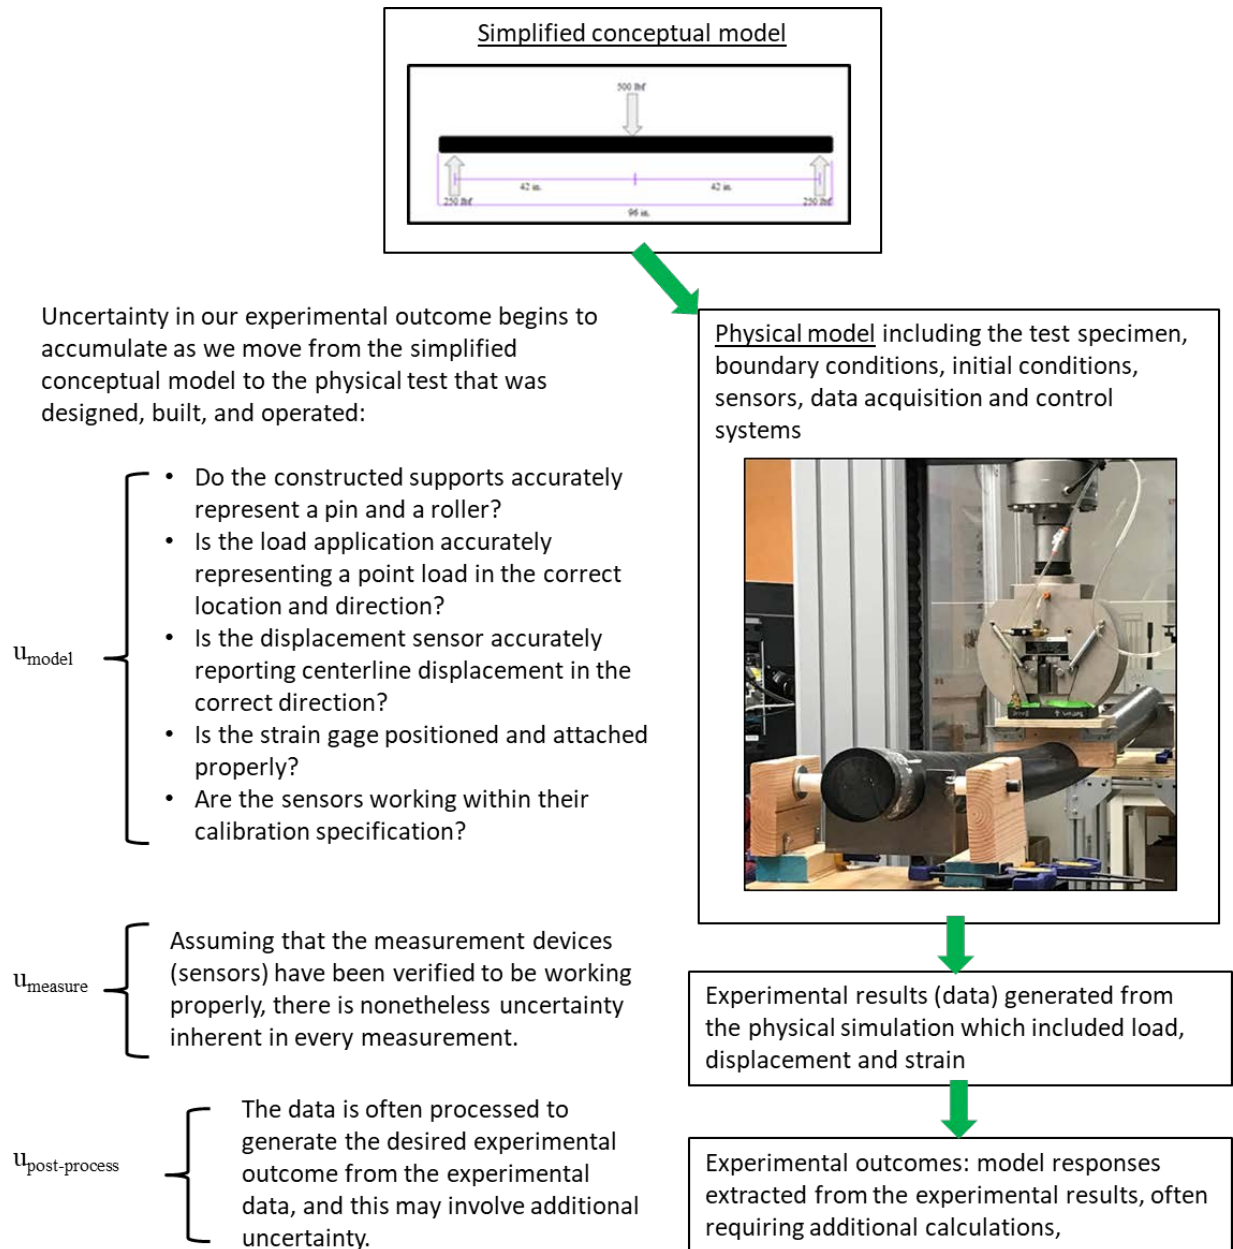 Simplified conceptual model
500 lbf
42 in.
42 in.
250 lbf
250 lbf
96 in.
Uncertainty in our experimental outcome begins to
accumulate as we move from the simplified
conceptual model to the physical test that was
designed, built, and operated:
Physical model including the test specimen,
boundary conditions, initial conditions,
sensors, data acquisition and control
systems
u_model
• Do the constructed supports accurately
represent a pin and a roller?
• Is the load application accurately
representing a point load in the correct
location and direction?
• Is the displacement sensor accurately
reporting centerline displacement in the
correct direction?
• Is the strain gage positioned and attached
properly?
• Are the sensors working within their
calibration specification?
u_measure
Assuming that the measurement devices
(sensors) have been verified to be working
properly, there is nonetheless uncertainty
inherent in every measurement.
Experimental results (data) generated from
the physical simulation which included load,
displacement and strain
u_post-process
The data is often processed to
generate the desired experimental
outcome from the experimental
data, and this may involve additional
uncertainty.
Experimental outcomes: model responses
extracted from the experimental results, often
requiring additional calculations,